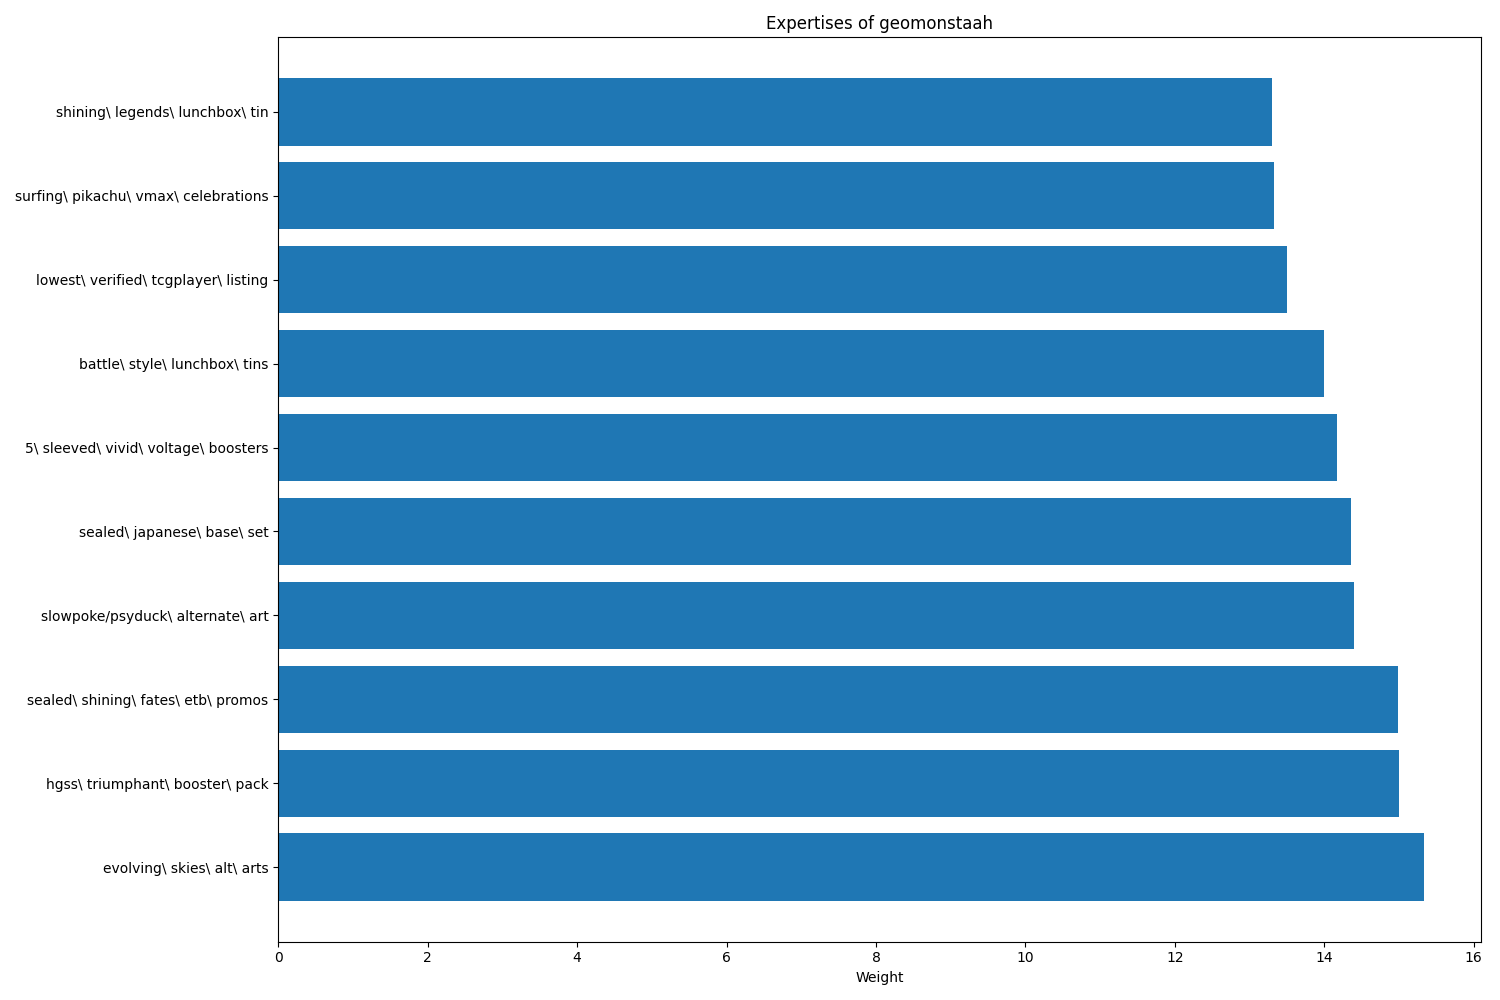 Expertises of geomonstaah
shining\ legends\ lunchbox\ tin
surfing\ pikachu\ vmax\ celebrations
lowest\ verified\ tcgplayer\ listing
battle\ style\ lunchbox\ tins
5\ sleeved\ vivid\ voltage\ boosters
sealed\ japanese\ base\ set
slowpoke/psyduck\ alternate\ art
sealed\ shining\ fates\ etb\ promos
hgss\ triumphant\ booster\ pack
evolving\ skies\ alt\ arts
0 2 4 6 8 10 12 14 16
Weight